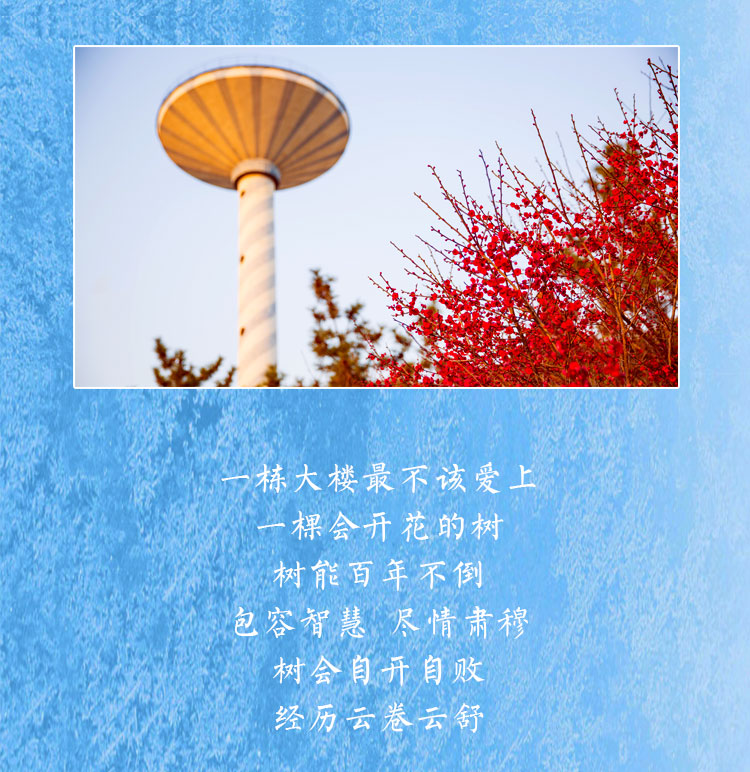 一栋大楼最不该爱上
一棵会开花的树
树能百年不倒
包容智慧 尽情肃穆
树会自开自败
经历云卷云舒